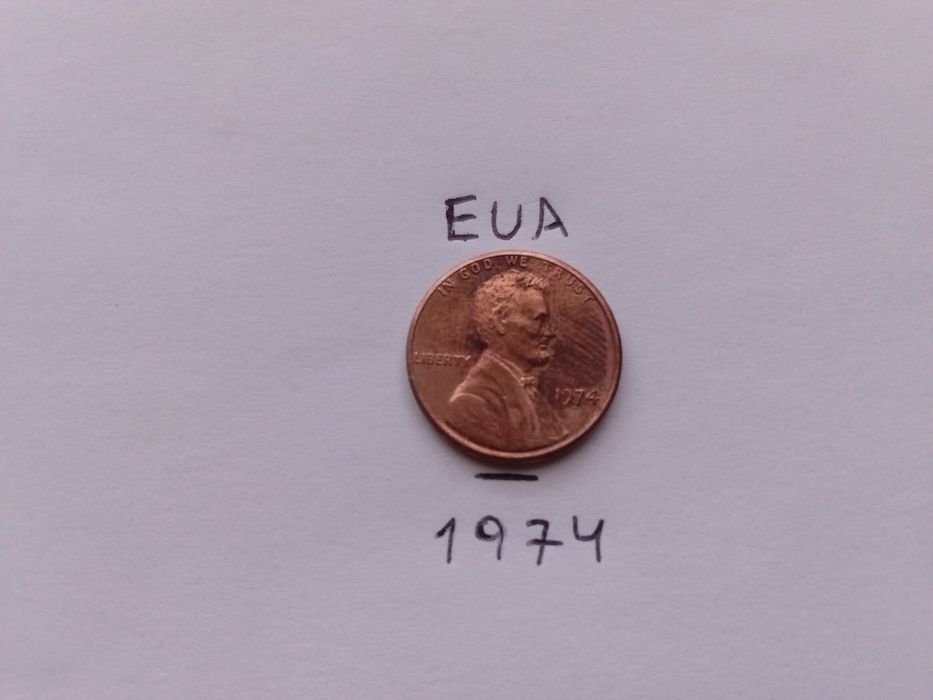 EUA
IN GOD WE TRUST
LIBERTY
1974
1974